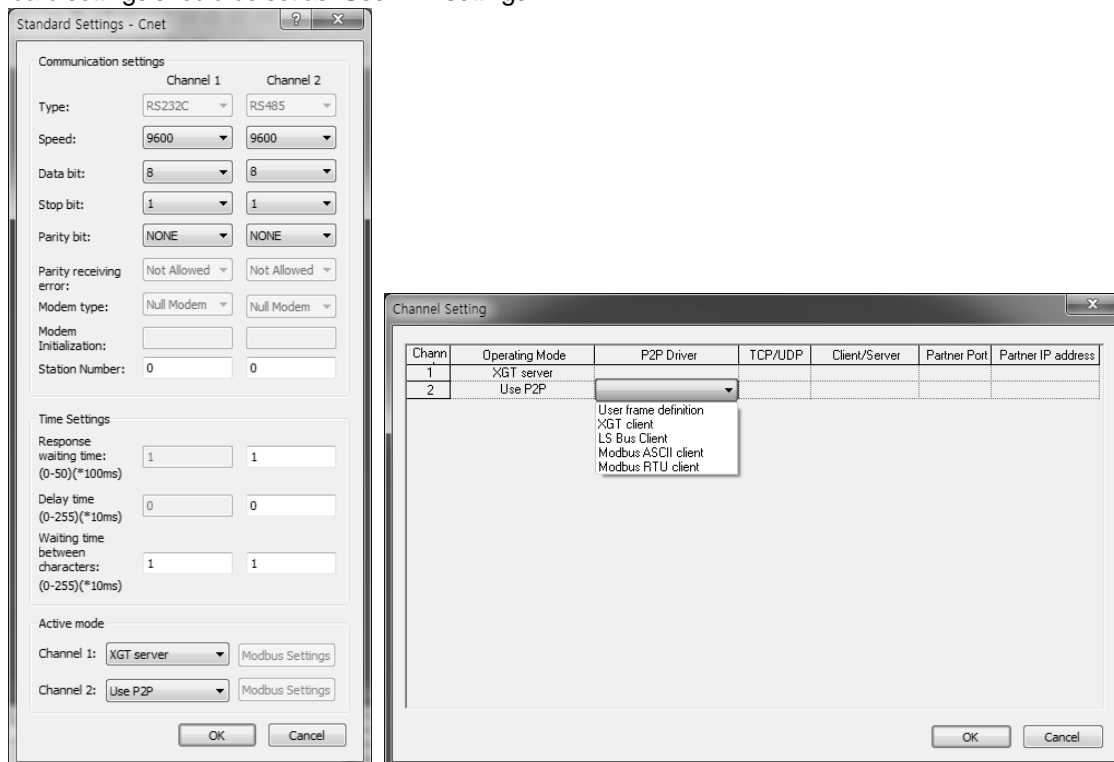 Standard Settings - Cnet
Communication settings
Channel 1 Channel 2
Type: RS232C RS485
Speed: 9600 9600
Data bit: 8 8
Stop bit: 1 1
Parity bit: NONE NONE
Parity receiving error: Not Allowed Not Allowed
Modem type: Null Modem Null Modem
Modem Initialization:
Station Number: 0 0
Time Settings
Response waiting time: (0-50)(*100ms) 1 1
Delay time (0-255)(*10ms) 0 0
Waiting time between characters: (0-255)(*10ms) 1 1
Active mode
Channel 1: XGT server Modbus Settings
Channel 2: Use P2P Modbus Settings
OK Cancel
Channel Setting
Chann Operating Mode P2P Driver TCP/UDP Client/Server Partner Port Partner IP address
1 XGT server
2 Use P2P
User frame definition
XGT client
LS Bus Client
Modbus ASCII client
Modbus RTU client
OK Cancel